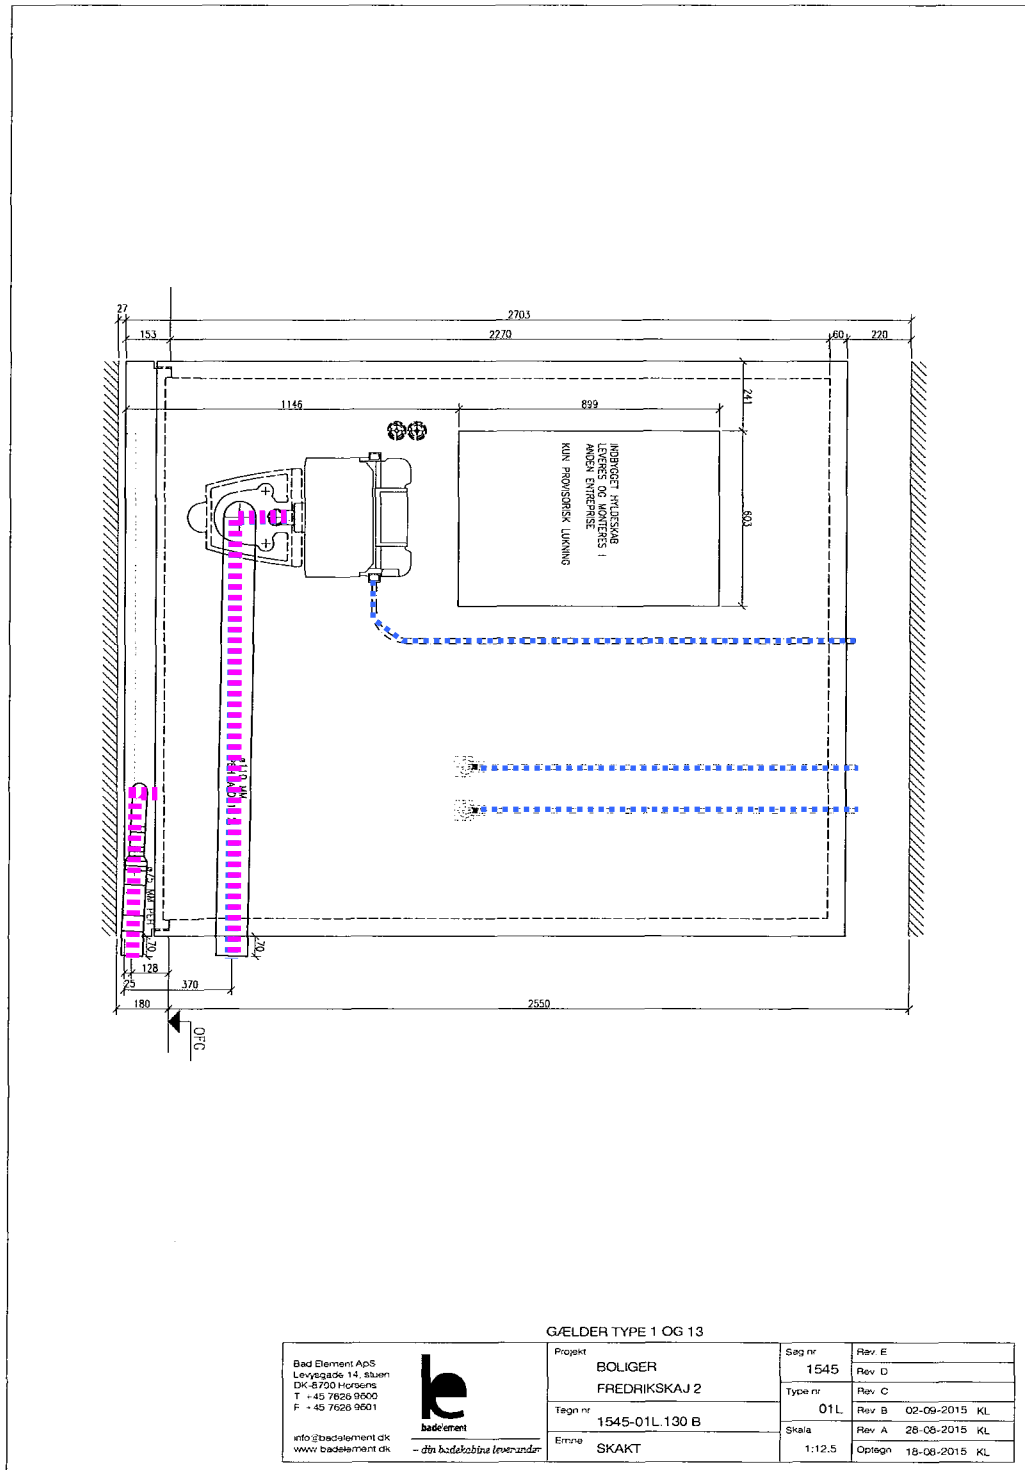 27
2703
153
2270
60
220
1146
899
241
603
INDBYGGET HYLDESKAB
LEVERES OG MONTERES I
ANDEN ENTREPRISE
KUN PROVISORISK LUKNING
MM
MM PER
70
70
128
25
370
180
2550
OFG
GÆLDER TYPE 1 OG 13
Bad Element ApS
Levysgade 14, stuen
DK-8700 Horsens
T +45 7626 9600
F +45 7626 9601
info@badelement.dk
www.badelement.dk
badelement
– din badekabine leverandør
Projekt
BOLIGER
FREDRIKSKAJ 2
Tegn nr
1545-01L.130 B
Emne
SKAKT
Sag nr
1545
Type nr
01L
Skala
1:12.5
Rev. E
Rev D
Rev C
Rev B 02-09-2015 KL
Rev A 28-08-2015 KL
Optegn 18-08-2015 KL